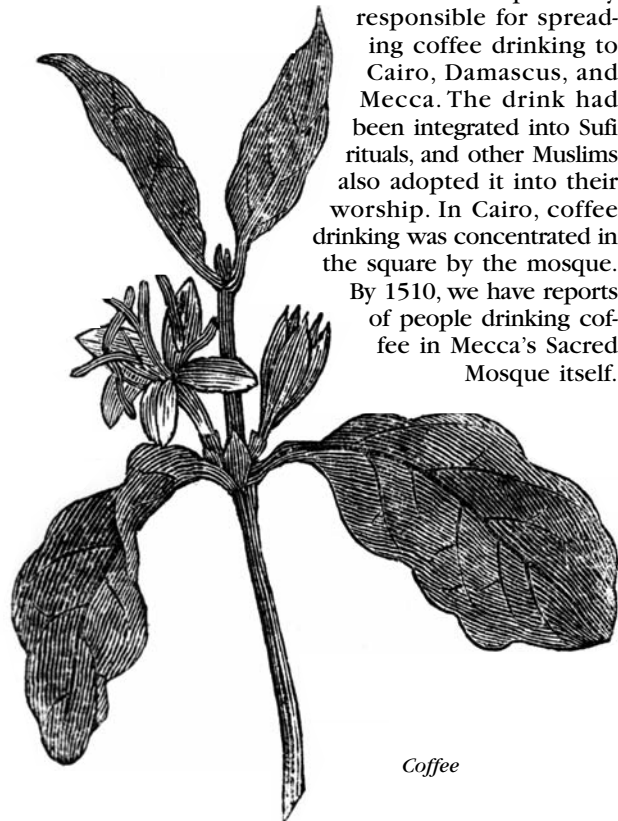 responsible for spread-
ing coffee drinking to
Cairo, Damascus, and
Mecca. The drink had
been integrated into Sufi
rituals, and other Muslims
also adopted it into their
worship. In Cairo, coffee
drinking was concentrated in
the square by the mosque.
By 1510, we have reports
of people drinking cof-
fee in Mecca's Sacred
Mosque itself.
Coffee